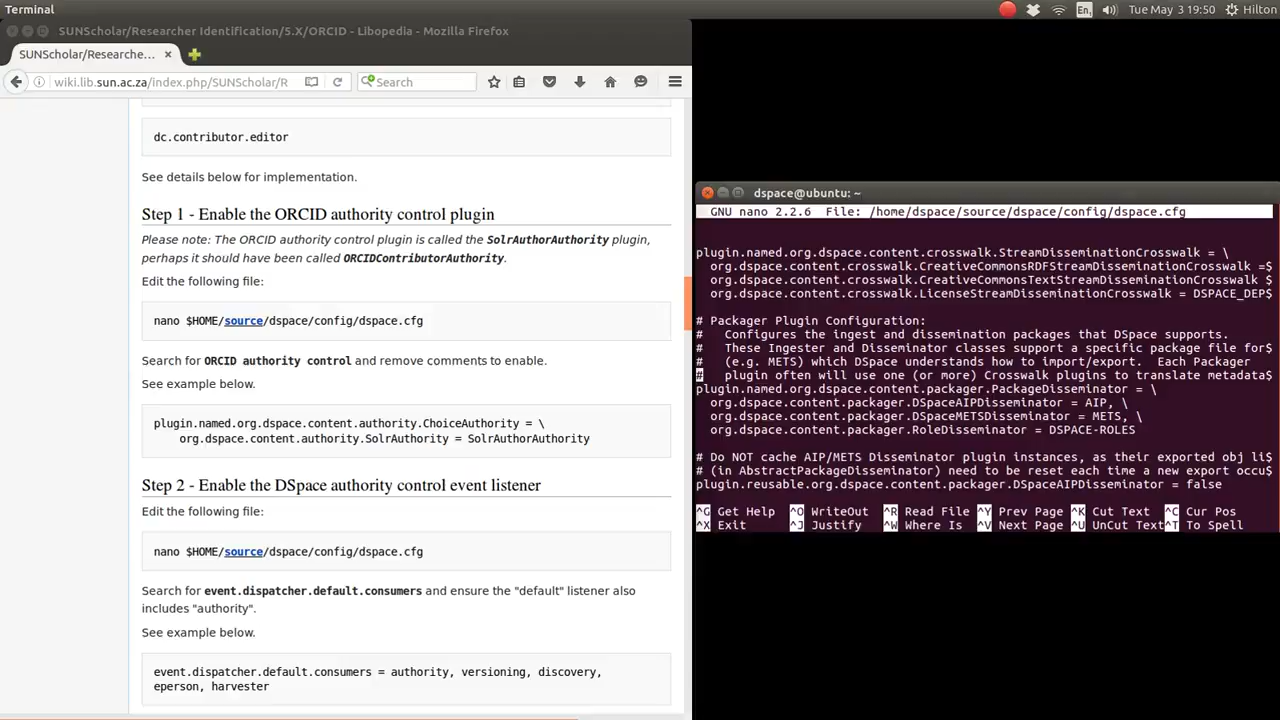 Terminal
En
Tue May 3 19:50
Hilton
SUNScholar/Researcher Identification/5.X/ORCID - Libopedia - Mozilla Firefox
SUNScholar/Researche...
wiki.lib.sun.ac.za/index.php/SUNScholar/R
Search
dc.contributor.editor
See details below for implementation.
Step 1 - Enable the ORCID authority control plugin
Please note: The ORCID authority control plugin is called the SolrAuthorAuthority plugin,
perhaps it should have been called ORCIDContributorAuthority.
Edit the following file:
nano $HOME/source/dspace/config/dspace.cfg
Search for ORCID authority control and remove comments to enable.
See example below.
plugin.named.org.dspace.content.authority.ChoiceAuthority = \
org.dspace.content.authority.SolrAuthority = SolrAuthorAuthority
Step 2 - Enable the DSpace authority control event listener
Edit the following file:
nano $HOME/source/dspace/config/dspace.cfg
Search for event.dispatcher.default.consumers and ensure the "default" listener also
includes "authority".
See example below.
event.dispatcher.default.consumers = authority, versioning, discovery,
eperson, harvester
dspace@ubuntu: ~
GNU nano 2.2.6 File: /home/dspace/source/dspace/config/dspace.cfg
plugin.named.org.dspace.content.crosswalk.StreamDisseminationCrosswalk = \
org.dspace.content.crosswalk.CreativeCommonsRDFStreamDisseminationCrosswalk =$
org.dspace.content.crosswalk.CreativeCommonsTextStreamDisseminationCrosswalk $
org.dspace.content.crosswalk.LicenseStreamDisseminationCrosswalk = DSPACE_DEP$
# Packager Plugin Configuration:
# Configures the ingest and dissemination packages that DSpace supports.
# These Ingester and Disseminator classes support a specific package file for$
# (e.g. METS) which DSpace understands how to import/export. Each Packager
# plugin often will use one (or more) Crosswalk plugins to translate metadata$
plugin.named.org.dspace.content.packager.PackageDisseminator = \
org.dspace.content.packager.DSpaceAIPDisseminator = AIP, \
org.dspace.content.packager.DSpaceMETSDisseminator = METS, \
org.dspace.content.packager.RoleDisseminator = DSPACE-ROLES
# Do NOT cache AIP/METS Disseminator plugin instances, as their exported obj li$
# (in AbstractPackageDisseminator) need to be reset each time a new export occu$
plugin.reusable.org.dspace.content.packager.DSpaceAIPDisseminator = false
^G Get Help ^O WriteOut ^R Read File ^Y Prev Page ^K Cut Text ^C Cur Pos
^X Exit ^J Justify ^W Where Is ^V Next Page ^U UnCut Text ^T To Spell